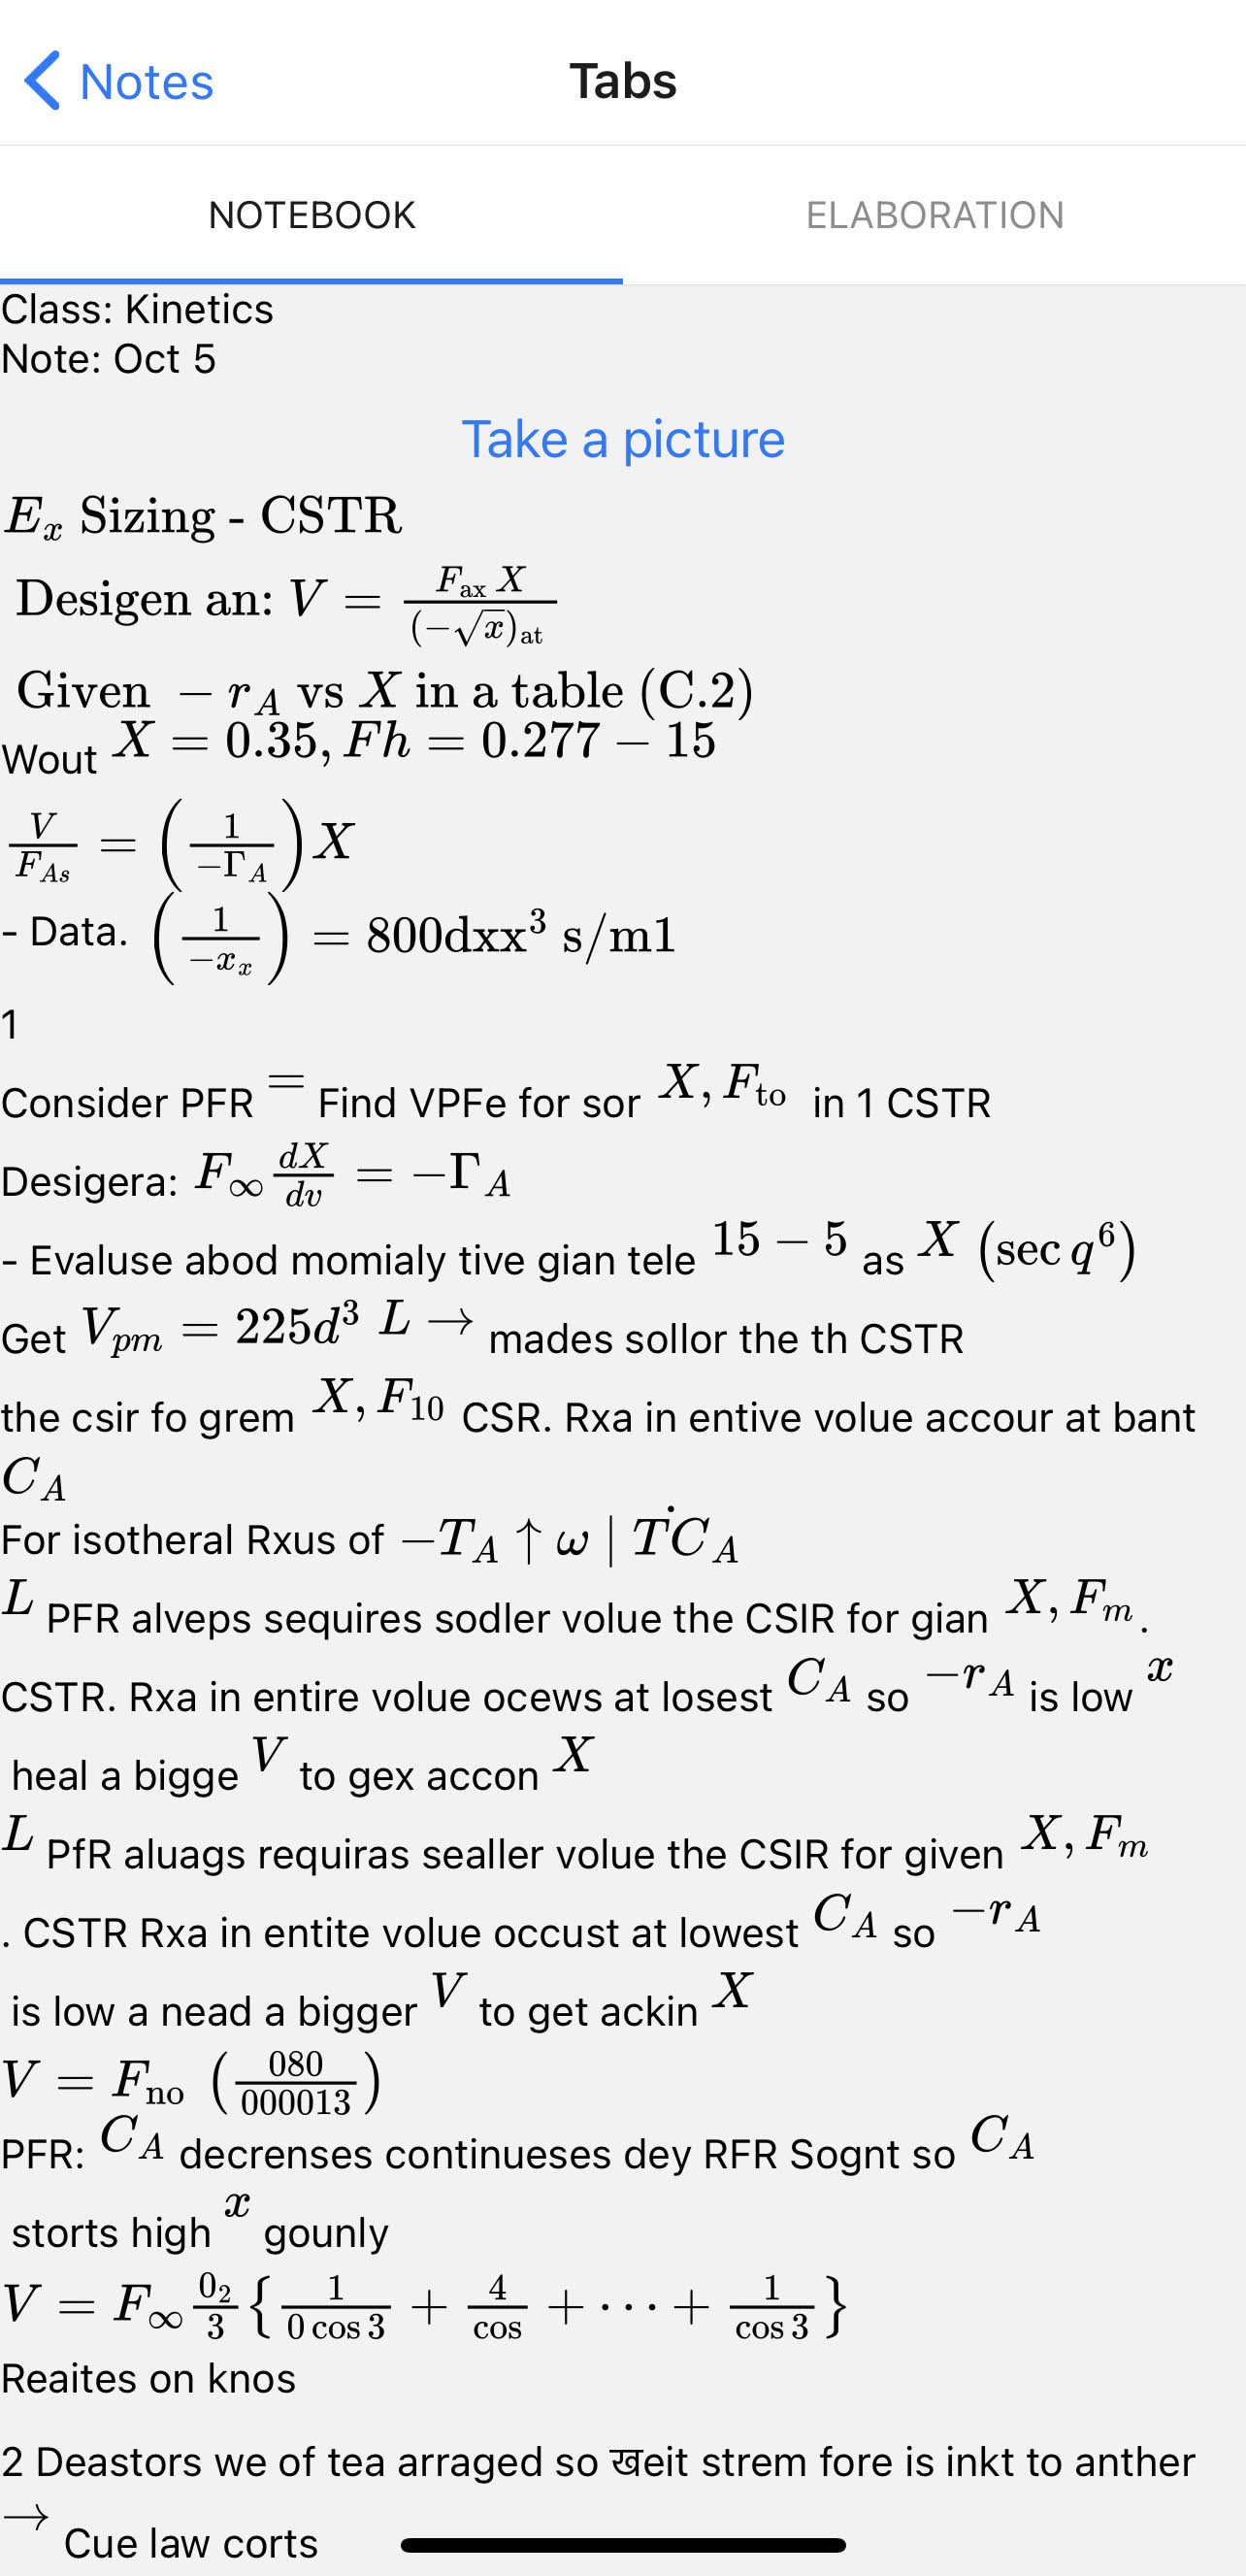 Notes
Tabs
NOTEBOOK
ELABORATION
Class: Kinetics
Note: Oct 5
Take a picture
E_x Sizing - CSTR
Desigen an: V = \frac{F_{ax} X}{(-\sqrt{x})_{at}}
Given - r_A vs X in a table (C.2)
Wout X = 0.35, Fh = 0.277 - 15
\frac{V}{F_{As}} = \left( \frac{1}{-\Gamma_A} \right) X
- Data. \left( \frac{1}{-x_x} \right) = 800dxx^3 s/m1
1
Consider PFR = Find VPFe for sor X, F_{to} in 1 CSTR
Desigera: F_\infty \frac{dX}{dv} = -\Gamma_A
- Evaluse abod momialy tive gian tele 15 - 5 as X (sec q^6)
Get V_{pm} = 225d^3 L → mades sollor the th CSTR
the csir fo grem X, F_{10} CSR. Rxa in entive volue accour at bant
C_A
For isotheral Rxus of -T_A ↑ ω | \dot{T C}_A
L PFR alveps sequires sodler volue the CSIR for gian X, F_m.
CSTR. Rxa in entire volue ocews at losest C_A so -r_A is low x
heal a bigge V to gex accon X
L PfR aluags requiras sealler volue the CSIR for given X, F_m
. CSTR Rxa in entite volue occust at lowest C_A so -r_A
is low a nead a bigger V to get ackin X
V = F_{no} \left( \frac{080}{000013} \right)
PFR: C_A decrenses continueses dey RFR Sognt so C_A
storts high x gounly
V = F_\infty \frac{0_2}{3} \{ \frac{1}{0 \cos 3} + \frac{4}{\cos} + \cdots + \frac{1}{\cos 3} \}
Reaites on knos
2 Deastors we of tea arraged so खeit strem fore is inkt to anther
→ Cue law corts